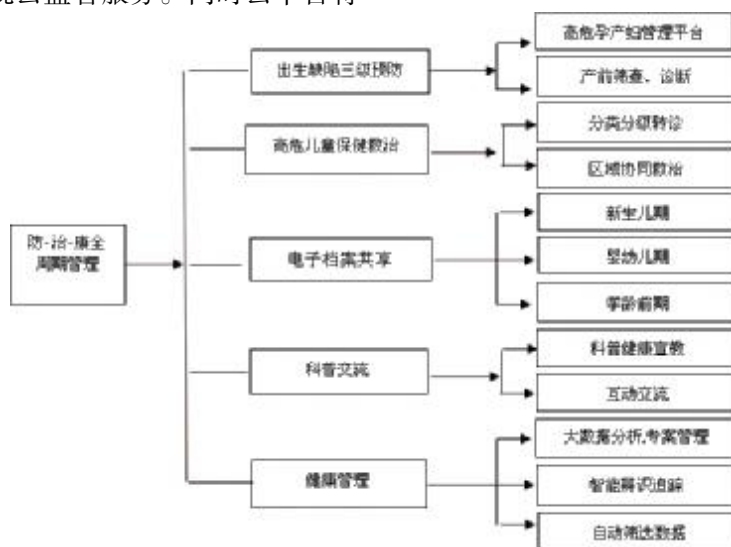 高危孕产妇管理平台
出生缺陷三级预防
产前筛查、诊断
分类分级转诊
高危儿童保健救治
区域协同救治
新生儿期
防-治-康全
周期管理
电子档案共享
婴幼儿期
学龄前期
科普健康宣教
科普交流
互动交流
大数据分析,专案管理
健康管理
智能辨识追踪
自动筛选数据